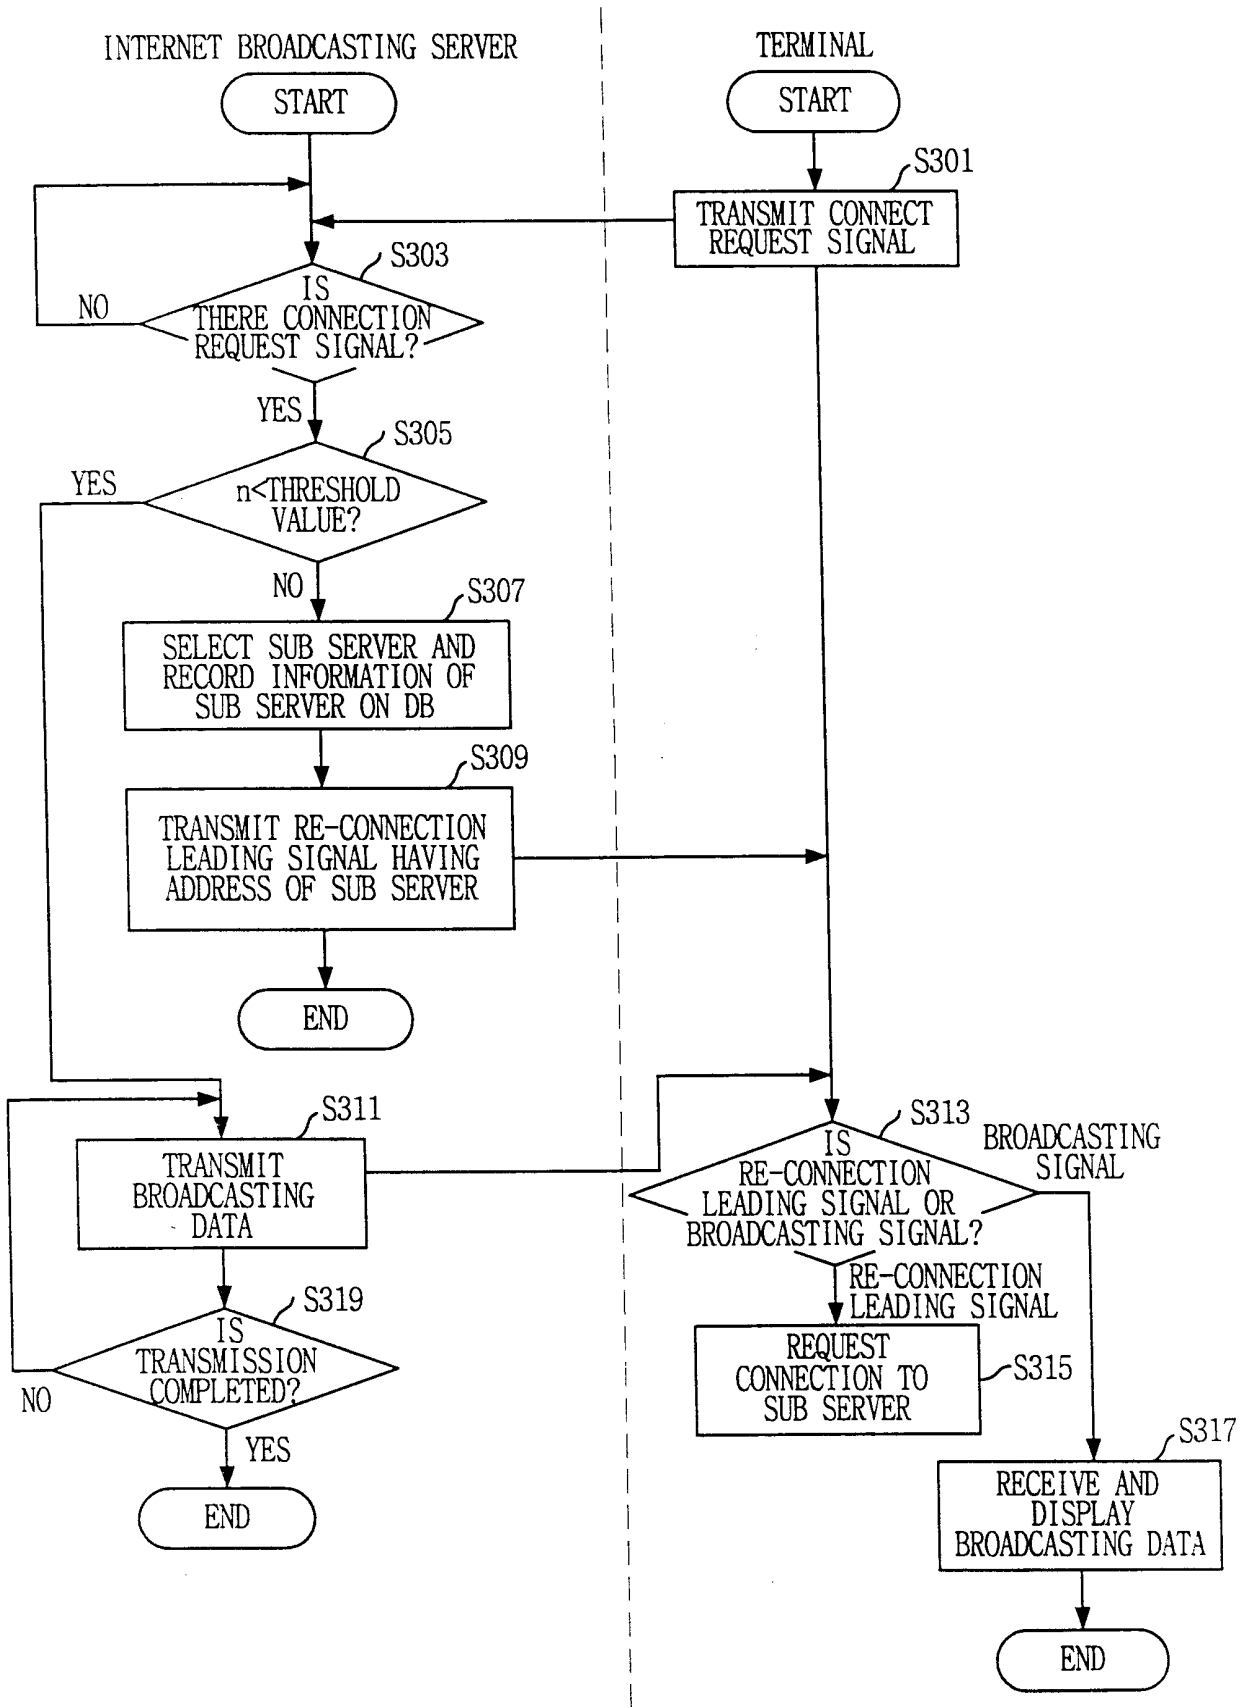 INTERNET BROADCASTING SERVER
START
S303
IS
THERE CONNECTION
REQUEST SIGNAL?
NO
YES
S305
n<THRESHOLD
VALUE?
YES
NO
S307
SELECT SUB SERVER AND
RECORD INFORMATION OF
SUB SERVER ON DB
S309
TRANSMIT RE-CONNECTION
LEADING SIGNAL HAVING
ADDRESS OF SUB SERVER
END
S311
TRANSMIT
BROADCASTING
DATA
S319
IS
TRANSMISSION
COMPLETED?
NO
YES
END
TERMINAL
START
S301
TRANSMIT CONNECT
REQUEST SIGNAL
S313
IS
RE-CONNECTION
LEADING SIGNAL OR
BROADCASTING SIGNAL?
BROADCASTING
SIGNAL
RE-CONNECTION
LEADING SIGNAL
REQUEST
CONNECTION TO
SUB SERVER
S315
S317
RECEIVE AND
DISPLAY
BROADCASTING DATA
END